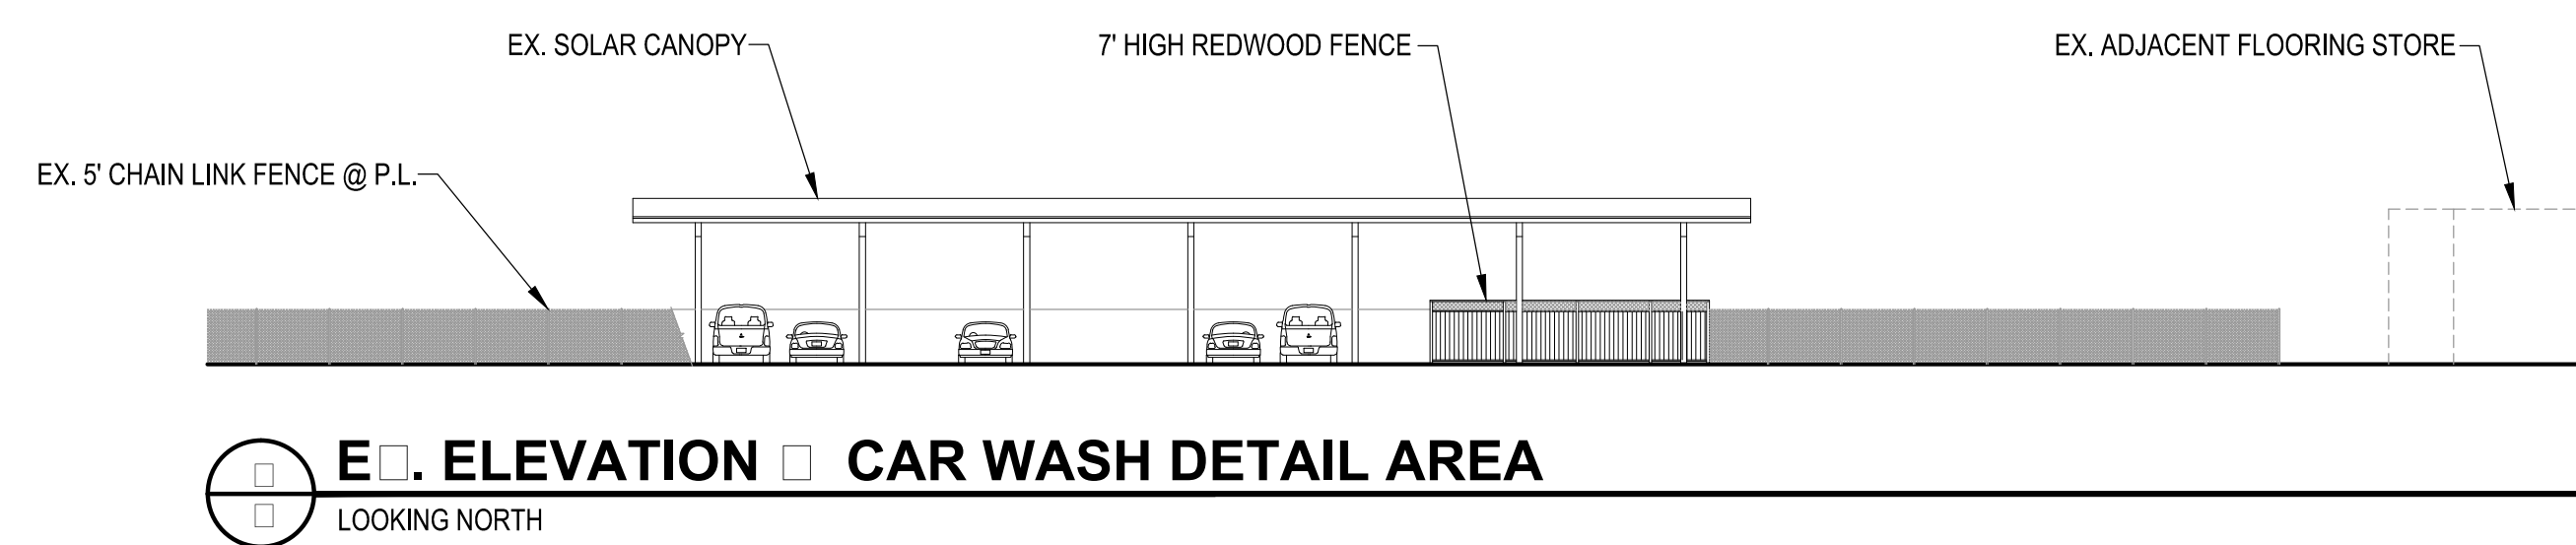 EX. SOLAR CANOPY
7' HIGH REDWOOD FENCE
EX. ADJACENT FLOORING STORE
EX. 5' CHAIN LINK FENCE @ P.L.
E□. ELEVATION □ CAR WASH DETAIL AREA
LOOKING NORTH